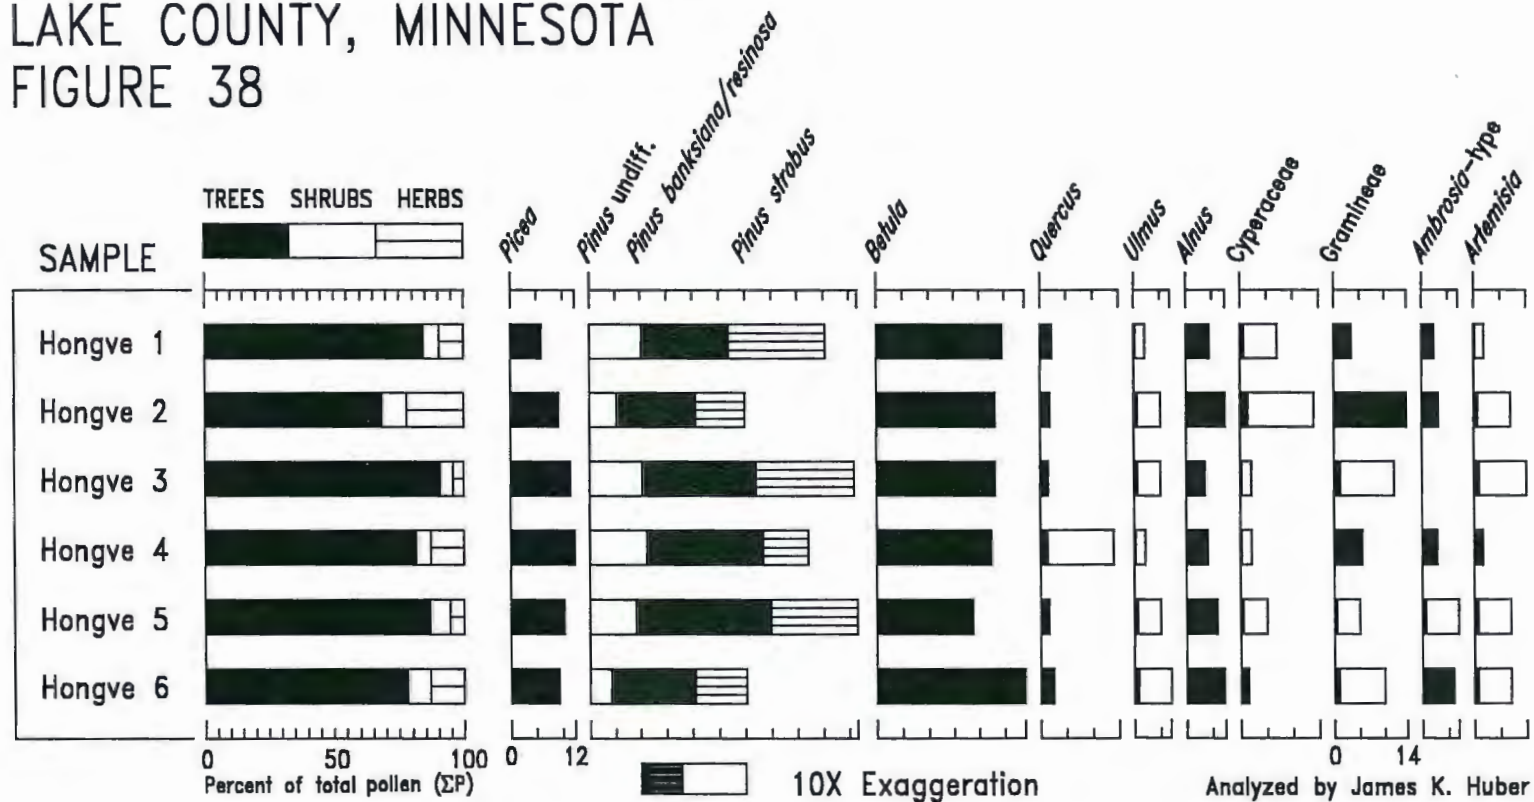 LAKE COUNTY, MINNESOTA
FIGURE 38
TREES SHRUBS HERBS
SAMPLE
Picea
Pinus undiff.
Pinus banksiana/resinosa
Pinus strobus
Betula
Quercus
Ulmus
Alnus
Cyperaceae
Gramineae
Ambrosia-type
Artemisia
Hongve 1
Hongve 2
Hongve 3
Hongve 4
Hongve 5
Hongve 6
0 50 100 0 12 0 14
Percent of total pollen (ΣP)
10X Exaggeration
Analyzed by James K. Huber